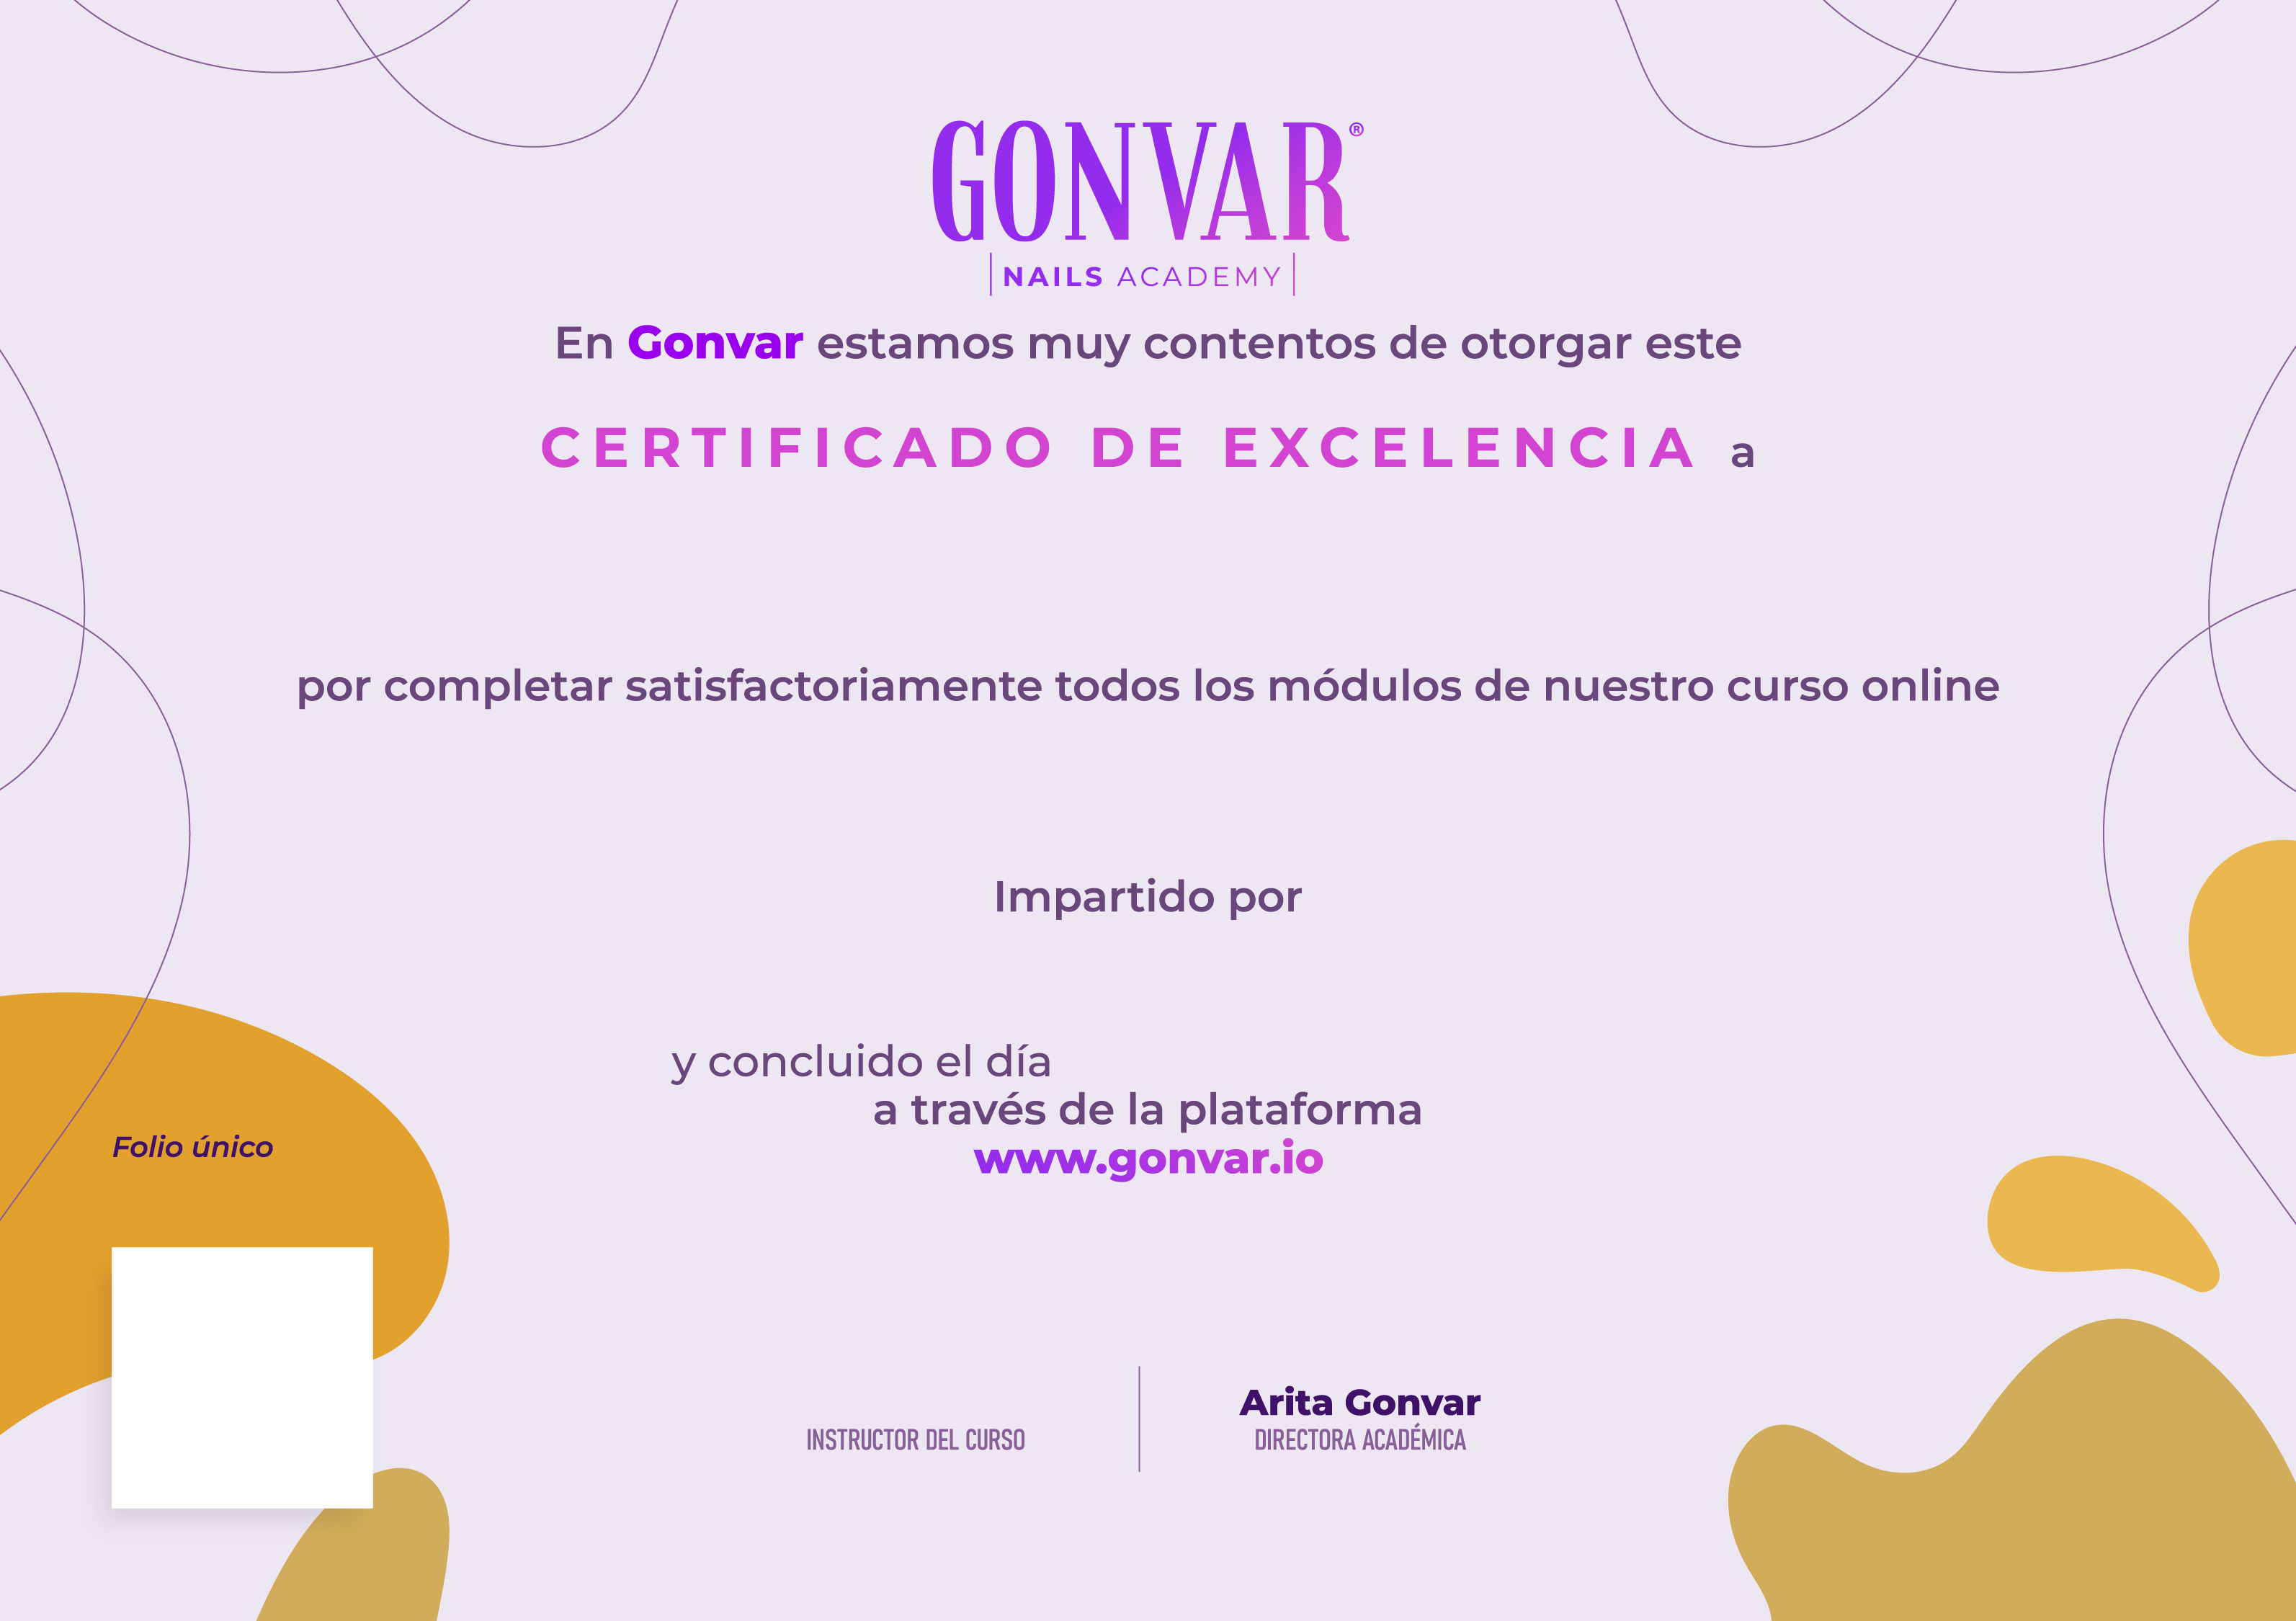 GONVAR®
NAILS ACADEMY
En Gonvar estamos muy contentos de otorgar este
CERTIFICADO DE EXCELENCIA a
por completar satisfactoriamente todos los módulos de nuestro curso online
Impartido por
y concluido el día
a través de la plataforma
www.gonvar.io
Folio único
Arita Gonvar
INSTRUCTOR DEL CURSO
DIRECTORA ACADÉMICA